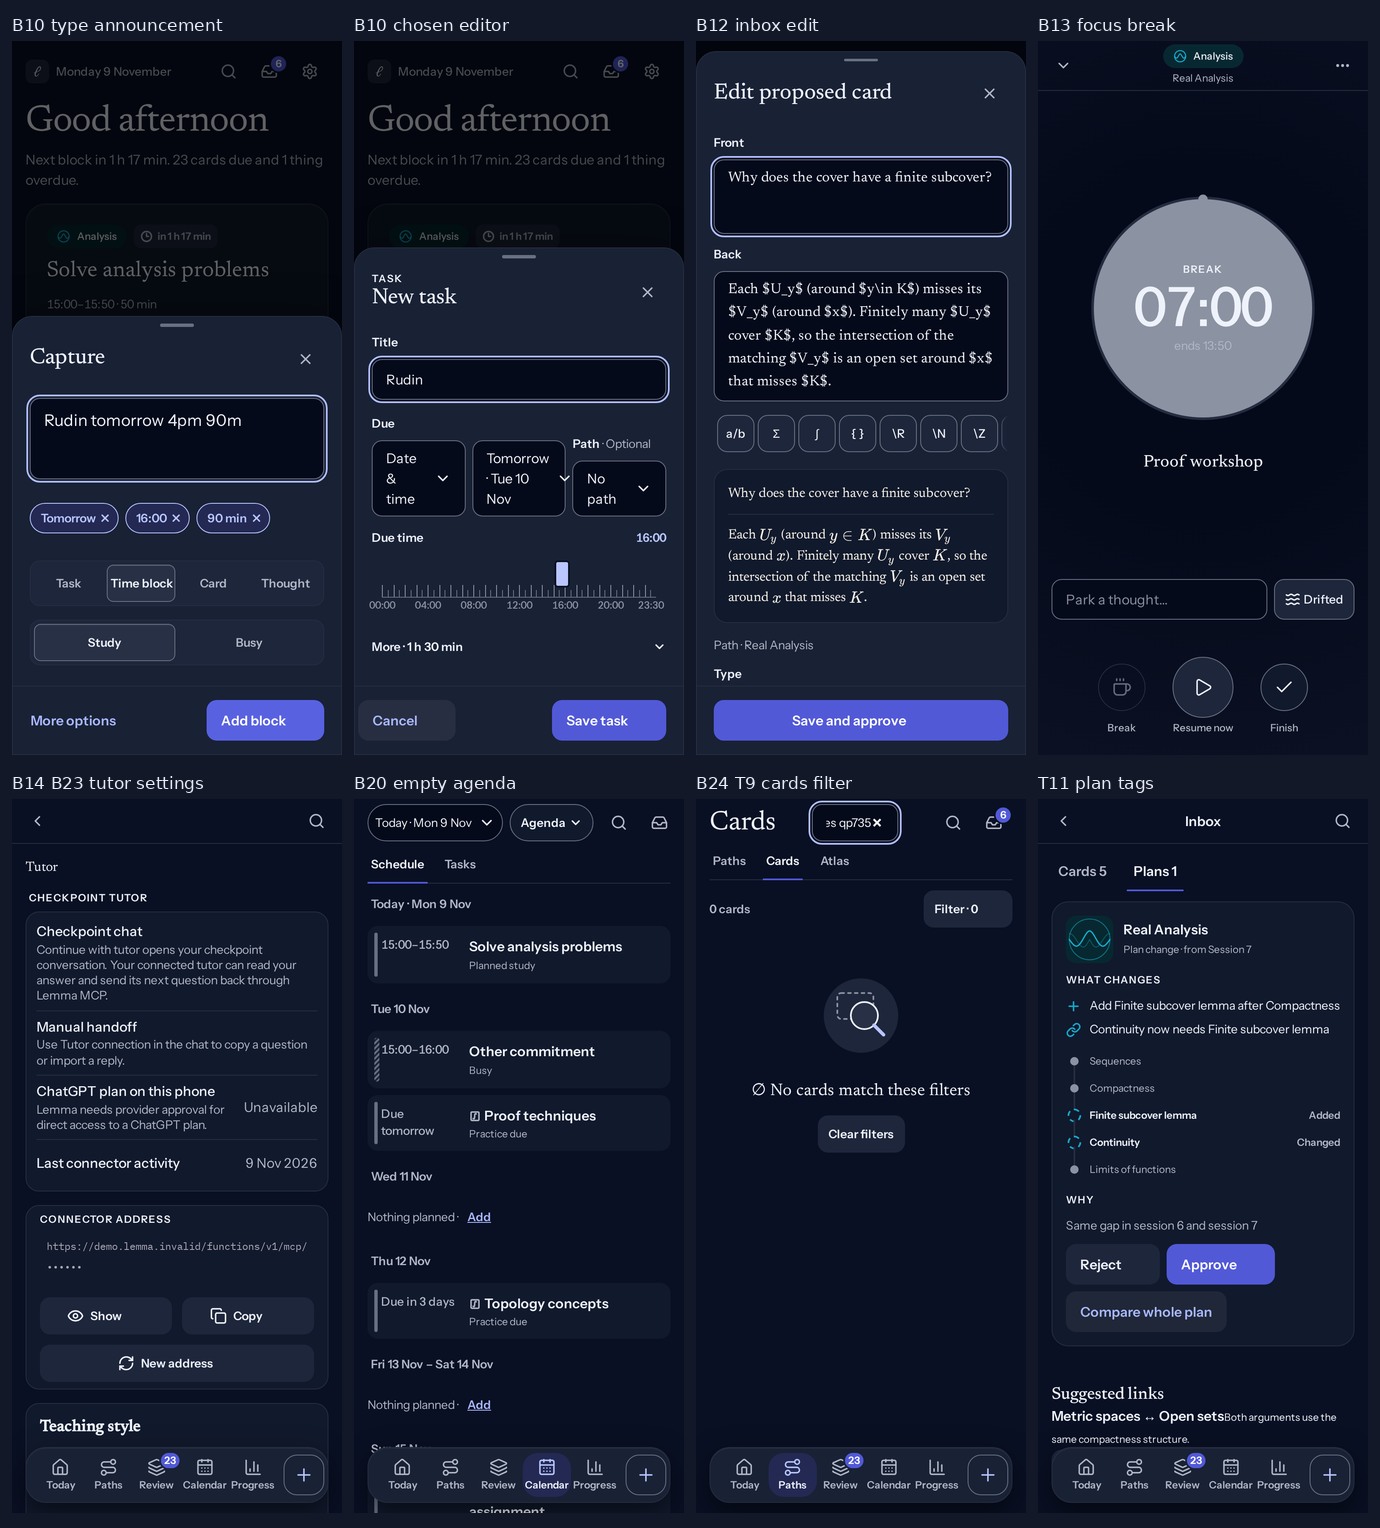 B10 type announcement
Monday 9 November
6
Good afternoon
Next block in 1 h 17 min. 23 cards due and 1 thing
overdue.
Analysis
in 1 h 17 min
Solve analysis problems
15:00–15:50 · 50 min
Capture
Rudin tomorrow 4pm 90m
Tomorrow ×
16:00 ×
90 min ×
Task
Time block
Card
Thought
Study
Busy
More options
Add block
B10 chosen editor
Monday 9 November
6
Good afternoon
Next block in 1 h 17 min. 23 cards due and 1 thing
overdue.
Analysis
in 1 h 17 min
TASK
New task
Title
Rudin
Due
Path · Optional
Date
&
time
Tomorrow
· Tue 10
Nov
No
path
Due time
16:00
00:00 04:00 08:00 12:00 16:00 20:00 23:30
More · 1 h 30 min
Cancel
Save task
B12 inbox edit
Edit proposed card
Front
Why does the cover have a finite subcover?
Back
Each $U_y$ (around $y\in K$) misses its
$V_y$ (around $x$). Finitely many $U_y$
cover $K$, so the intersection of the
matching $V_y$ is an open set around $x$
that misses $K$.
a/b Σ ∫ { } \R \N \Z
Why does the cover have a finite subcover?
Each U_y (around y ∈ K) misses its V_y
(around x). Finitely many U_y cover K, so the
intersection of the matching V_y is an open set
around x that misses K.
Path · Real Analysis
Type
Save and approve
B13 focus break
Analysis
Real Analysis
BREAK
07:00
ends 13:50
Proof workshop
Park a thought...
Drifted
Break
Resume now
Finish
B14 B23 tutor settings
Tutor
CHECKPOINT TUTOR
Checkpoint chat
Continue with tutor opens your checkpoint
conversation. Your connected tutor can read your
answer and send its next question back through
Lemma MCP.
Manual handoff
Use Tutor connection in the chat to copy a question
or import a reply.
ChatGPT plan on this phone
Lemma needs provider approval for
direct access to a ChatGPT plan.
Unavailable
Last connector activity
9 Nov 2026
CONNECTOR ADDRESS
https://demo.lemma.invalid/functions/v1/mcp/
••••••
Show
Copy
New address
Teaching style
Today
Paths
23
Review
Calendar
Progress
B20 empty agenda
Today · Mon 9 Nov
Agenda
Schedule
Tasks
Today · Mon 9 Nov
15:00–15:50
Solve analysis problems
Planned study
Tue 10 Nov
15:00–16:00
Other commitment
Busy
Due
tomorrow
Proof techniques
Practice due
Wed 11 Nov
Nothing planned · Add
Thu 12 Nov
Due in 3 days
Topology concepts
Practice due
Fri 13 Nov – Sat 14 Nov
Nothing planned · Add
Today
Paths
Review
Calendar
Progress
assignment
B24 T9 cards filter
Cards
es qp735
6
Paths
Cards
Atlas
0 cards
Filter · 0
∅ No cards match these filters
Clear filters
Today
Paths
23
Review
Calendar
Progress
T11 plan tags
Inbox
Cards 5
Plans 1
Real Analysis
Plan change · from Session 7
WHAT CHANGES
Add Finite subcover lemma after Compactness
Continuity now needs Finite subcover lemma
Sequences
Compactness
Finite subcover lemma
Added
Continuity
Changed
Limits of functions
WHY
Same gap in session 6 and session 7
Reject
Approve
Compare whole plan
Suggested links
Metric spaces ↔ Open setsBoth arguments use the
same compactness structure.
Today
Paths
23
Review
Calendar
Progress